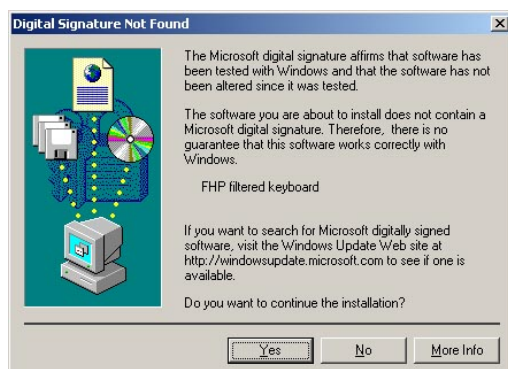 Digital Signature Not Found
The Microsoft digital signature affirms that software has
been tested with Windows and that the software has not
been altered since it was tested.
The software you are about to install does not contain a
Microsoft digital signature. Therefore, there is no
guarantee that this software works correctly with
Windows.
FHP filtered keyboard
If you want to search for Microsoft digitally signed
software, visit the Windows Update Web site at
http://windowsupdate.microsoft.com to see if one is
available.
Do you want to continue the installation?
Yes
No
More Info